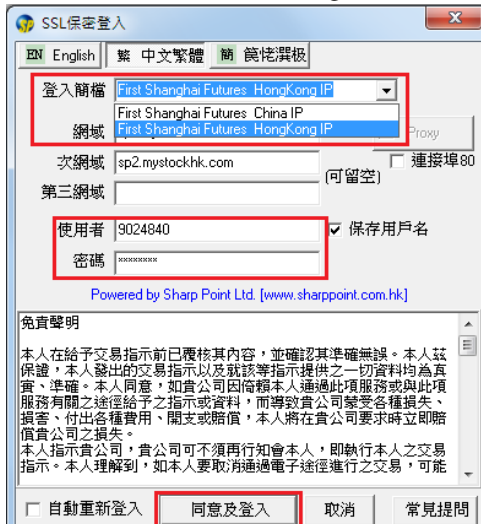 SSL保密登入
EN English 繁 中文繁體 簡 簡体潩极
登入簡檔 First Shanghai Futures HongKong IP
First Shanghai Futures China IP
網域 First Shanghai Futures HongKong IP Proxy
次網域 sp2.mystockhk.com (可留空) 連接埠80
第三網域
使用者 9024840 保存用戶名
密碼 ********
Powered by Sharp Point Ltd. [www.sharppoint.com.hk]
免責聲明
本人在給予交易指示前已覆核其內容，並確認其準確無誤。本人茲
保證，本人發出的交易指示以及就該等指示提供之一切資料均為真
實、準確。本人同意，如貴公司因倚賴本人通過此項服務或與此項
服務有關之途徑給予之指示或資料，而導致貴公司蒙受各種損失、
損害、付出各種費用、開支或賠償，本人將在貴公司要求時立即賠
償貴公司之損失。
本人指示貴公司，貴公司可不須再行知會本人，即執行本人之交易
指示。本人理解到，如本人要取消通過電子途徑進行之交易，可能
自動重新登入 同意及登入 取消 常見提問